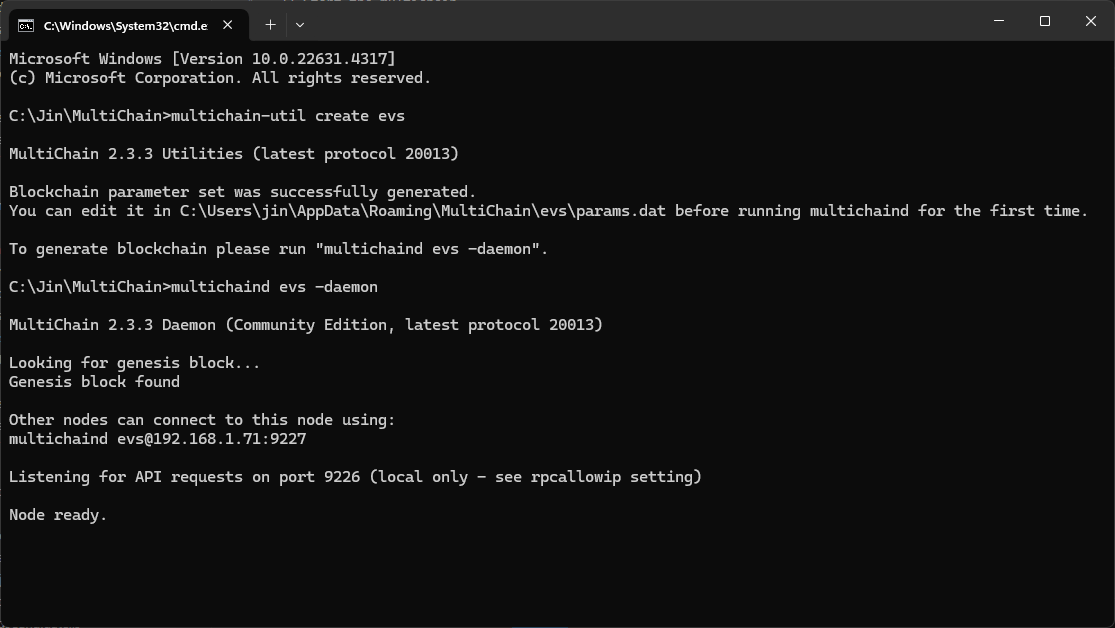 C:\Windows\System32\cmd.e
Microsoft Windows [Version 10.0.22631.4317]
(c) Microsoft Corporation. All rights reserved.
C:\Jin\MultiChain>multichain-util create evs
MultiChain 2.3.3 Utilities (latest protocol 20013)
Blockchain parameter set was successfully generated.
You can edit it in C:\Users\jin\AppData\Roaming\MultiChain\evs\params.dat before running multichaind for the first time.
To generate blockchain please run "multichaind evs -daemon".
C:\Jin\MultiChain>multichaind evs -daemon
MultiChain 2.3.3 Daemon (Community Edition, latest protocol 20013)
Looking for genesis block...
Genesis block found
Other nodes can connect to this node using:
multichaind evs@192.168.1.71:9227
Listening for API requests on port 9226 (local only - see rpcallowip setting)
Node ready.